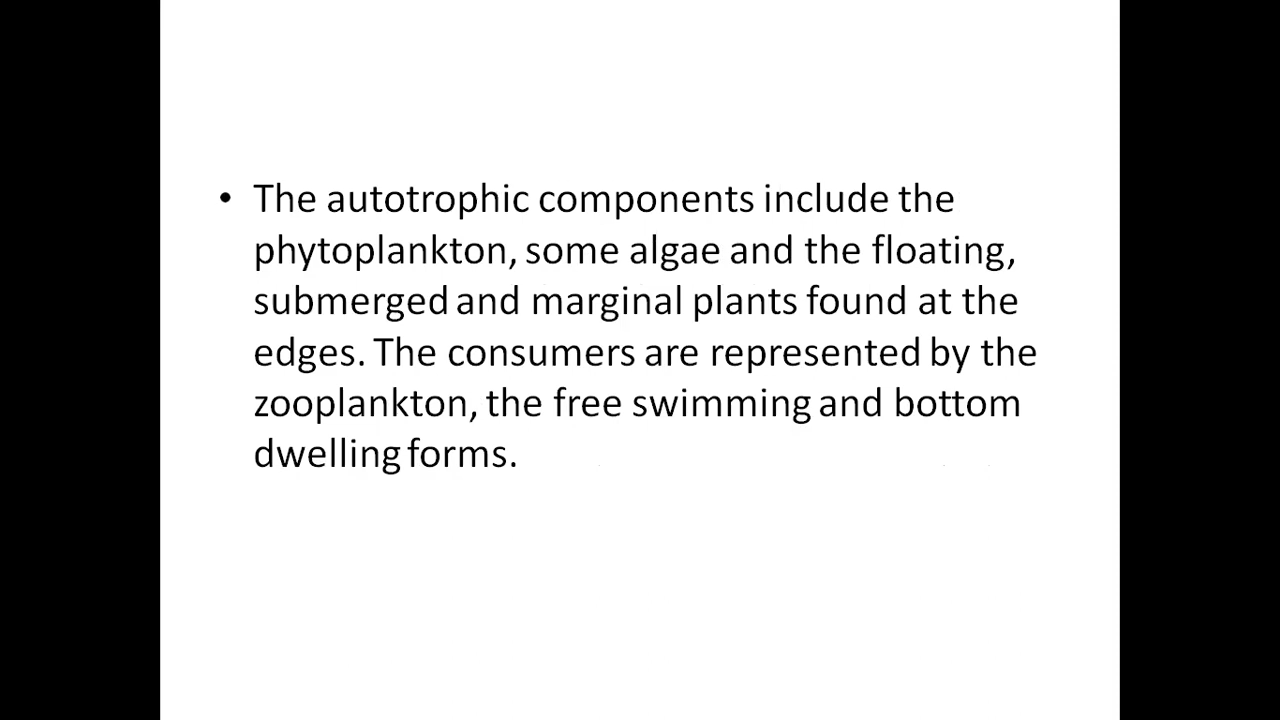 • The autotrophic components include the
phytoplankton, some algae and the floating,
submerged and marginal plants found at the
edges. The consumers are represented by the
zooplankton, the free swimming and bottom
dwelling forms.